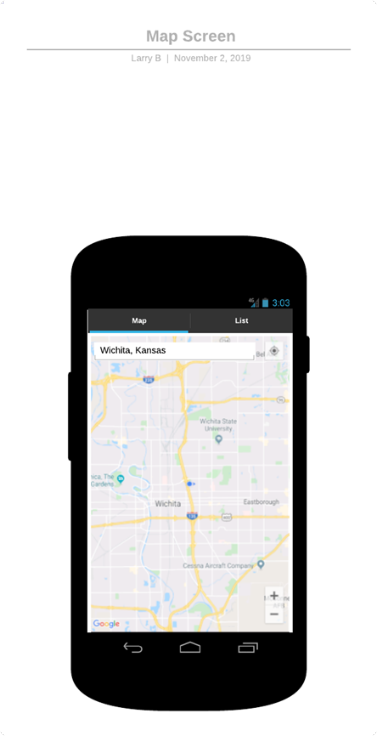 Map Screen
Larry B | November 2, 2019
3:03
Map
List
Wichita, Kansas
Wichita State
University
Gardens
Wichita
Eastborough
Cessna Aircraft Company
+
−
Google